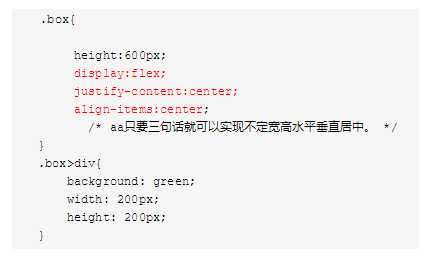 .box{
height:600px;
display:flex;
justify-content:center;
align-items:center;
/* aa只要三句话就可以实现不定宽高水平垂直居中。 */
}
.box>div{
background: green;
width: 200px;
height: 200px;
}